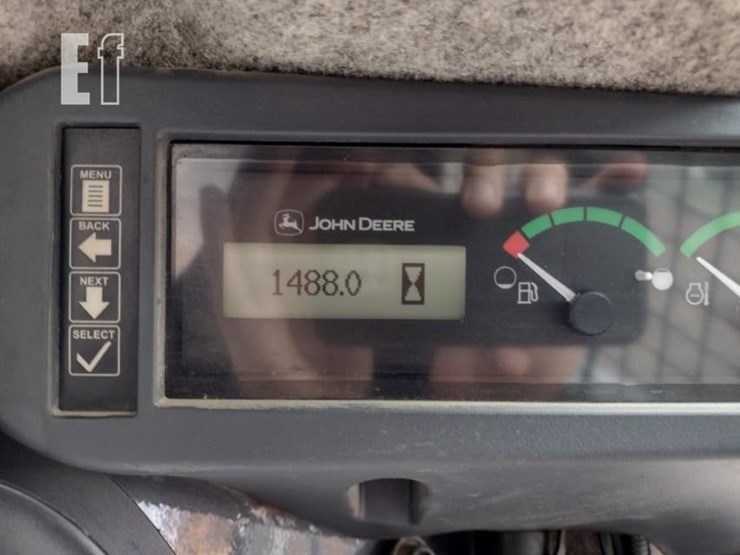 Ef
MENU
BACK
NEXT
SELECT
JOHN DEERE
1488.0